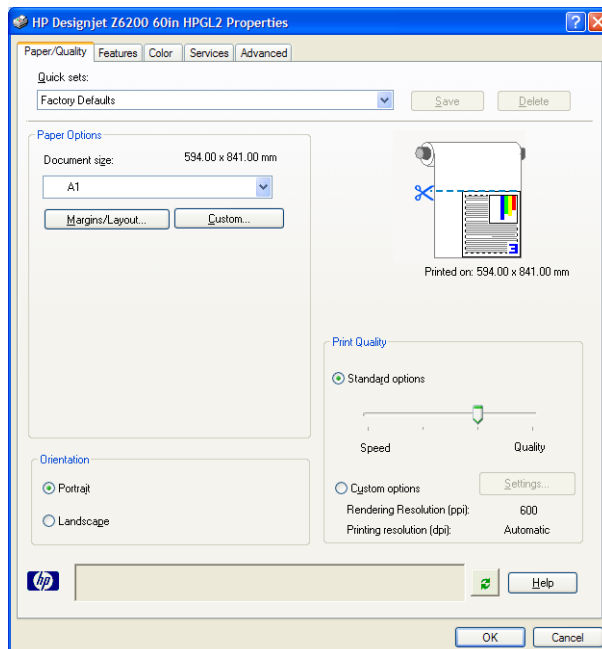 HP Designjet Z6200 60in HPGL2 Properties
Paper/Quality Features Color Services Advanced
Quick sets:
Factory Defaults
Save Delete
Paper Options
Document size: 594.00 x 841.00 mm
A1
Margins/Layout... Custom...
Printed on: 594.00 x 841.00 mm
Print Quality
Standard options
Speed Quality
Orientation
Portrait
Landscape
Custom options Settings...
Rendering Resolution (ppi): 600
Printing resolution (dpi): Automatic
hp
Help
OK Cancel